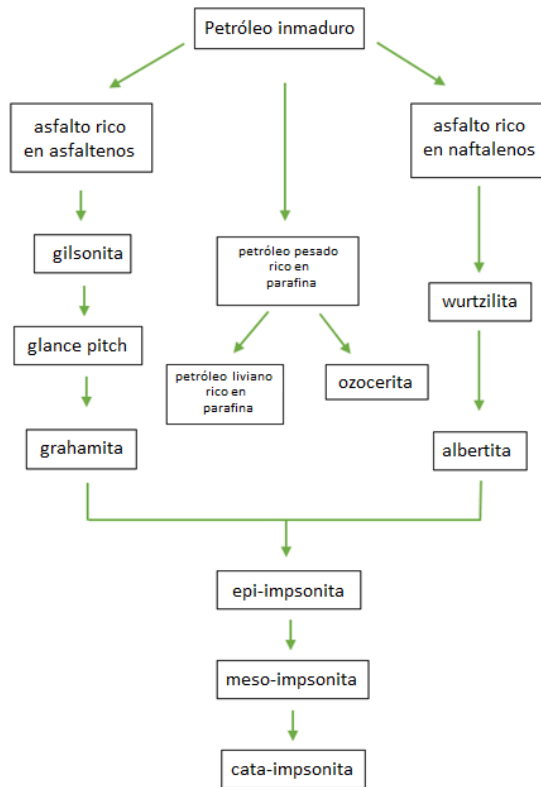 Petróleo inmaduro
asfalto rico
en asfaltenos
asfalto rico
en naftalenos
gilsonita
petróleo pesado
rico en
parafina
wurtzilita
glance pitch
petróleo liviano
rico en
parafina
ozocerita
grahamita
albertita
epi-impsonita
meso-impsonita
cata-impsonita